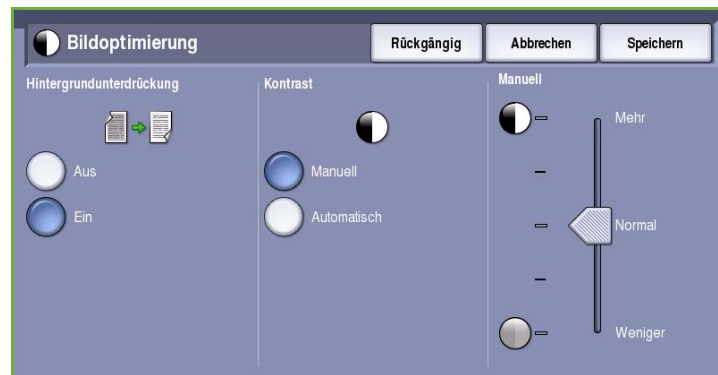 Bildoptimierung
Rückgängig
Abbrechen
Speichern
Hintergrundunterdrückung
Aus
Ein
Kontrast
Manuell
Automatisch
Manuell
Mehr
Normal
Weniger